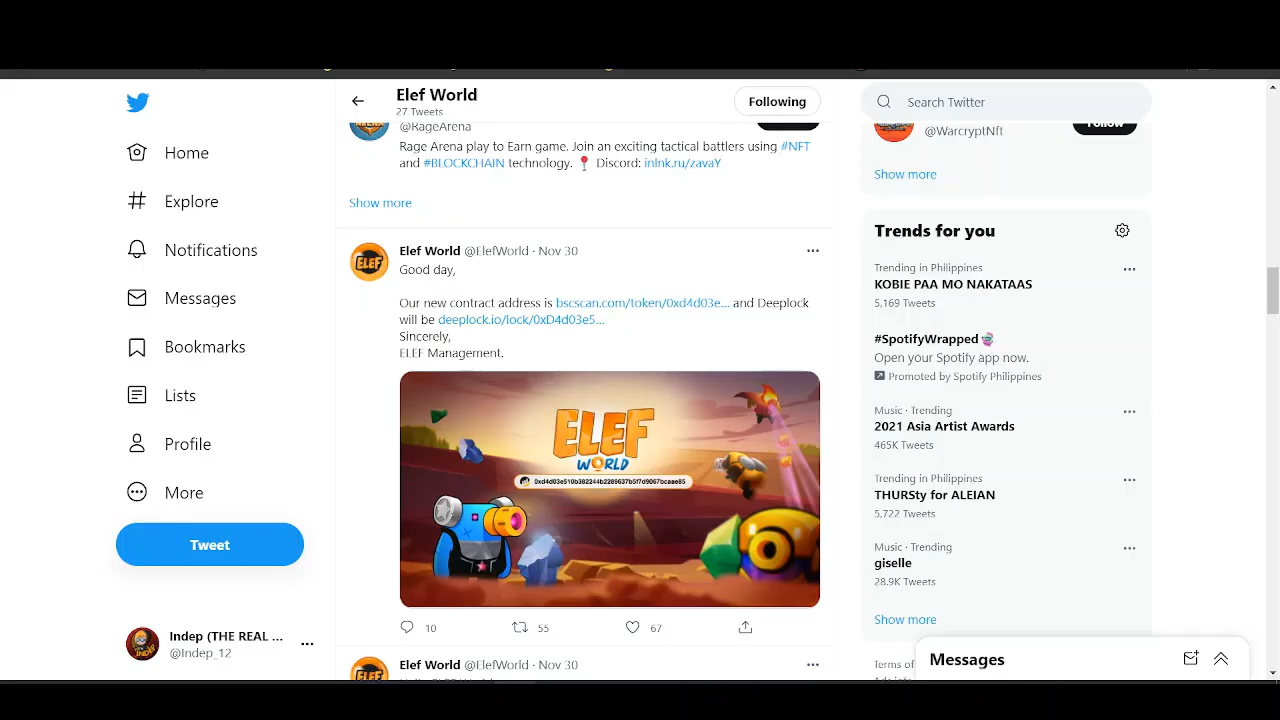 Elef World
27 Tweets
Following
Search Twitter
@RageArena
Rage Arena play to Earn game. Join an exciting tactical battlers using #NFT
and #BLOCKCHAIN technology. 📍 Discord: inlnk.ru/zavaY
Show more
Home
Explore
Notifications
Messages
Bookmarks
Lists
Profile
More
Tweet
Indep (THE REAL ...
@Indep_12
Elef World @ElefWorld · Nov 30
Good day,
Our new contract address is bscscan.com/token/0xd4d03e... and Deeplock
will be deeplock.io/lock/0xD4d03e5...
Sincerely,
ELEF Management.
ELEF
ELEF
WORLD
0xd4d03e510b382244b2289637b5f7d9067bcaae85
10
55
67
Elef World @ElefWorld · Nov 30
@WarcryptNft
Follow
Show more
Trends for you
Trending in Philippines
KOBIE PAA MO NAKATAAS
5,169 Tweets
#SpotifyWrapped
Open your Spotify app now.
Promoted by Spotify Philippines
Music · Trending
2021 Asia Artist Awards
465K Tweets
Trending in Philippines
THURSty for ALEIAN
5,722 Tweets
Music · Trending
giselle
28.9K Tweets
Show more
Terms of
Messages